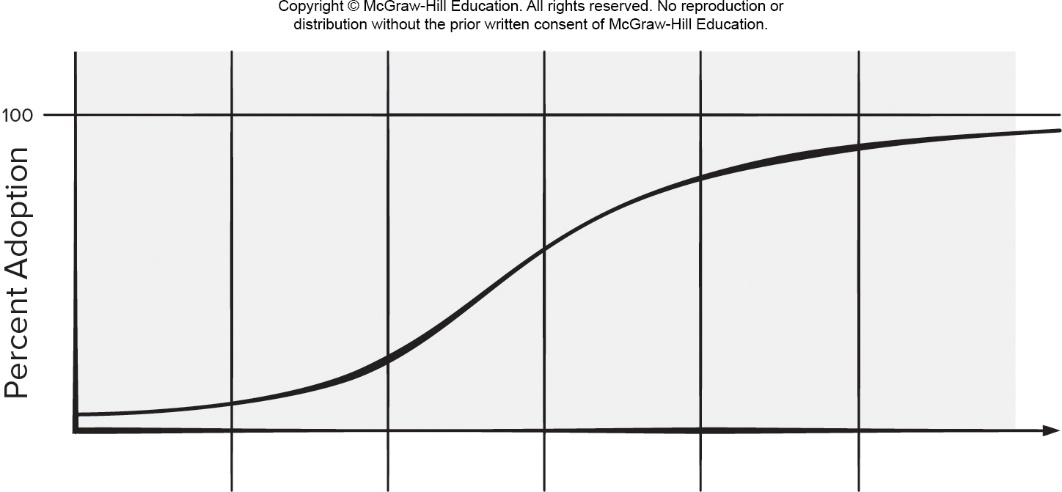 Copyright © McGraw-Hill Education. All rights reserved. No reproduction or
distribution without the prior written consent of McGraw-Hill Education.
100
Percent Adoption